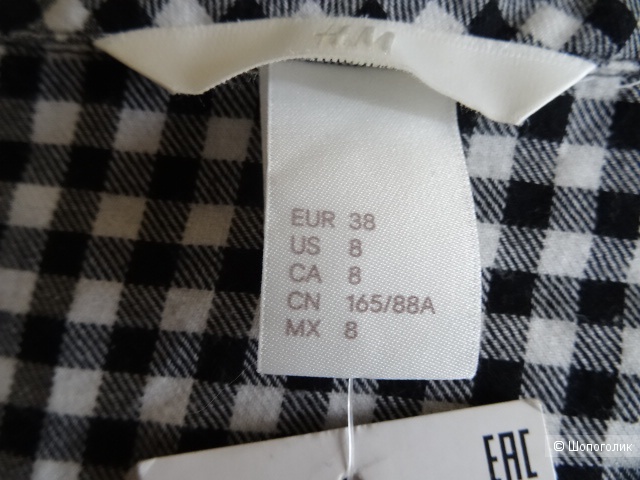 H&M
EUR 38
US 8
CA 8
CN 165/88A
MX 8
EAC
© Шопоголик